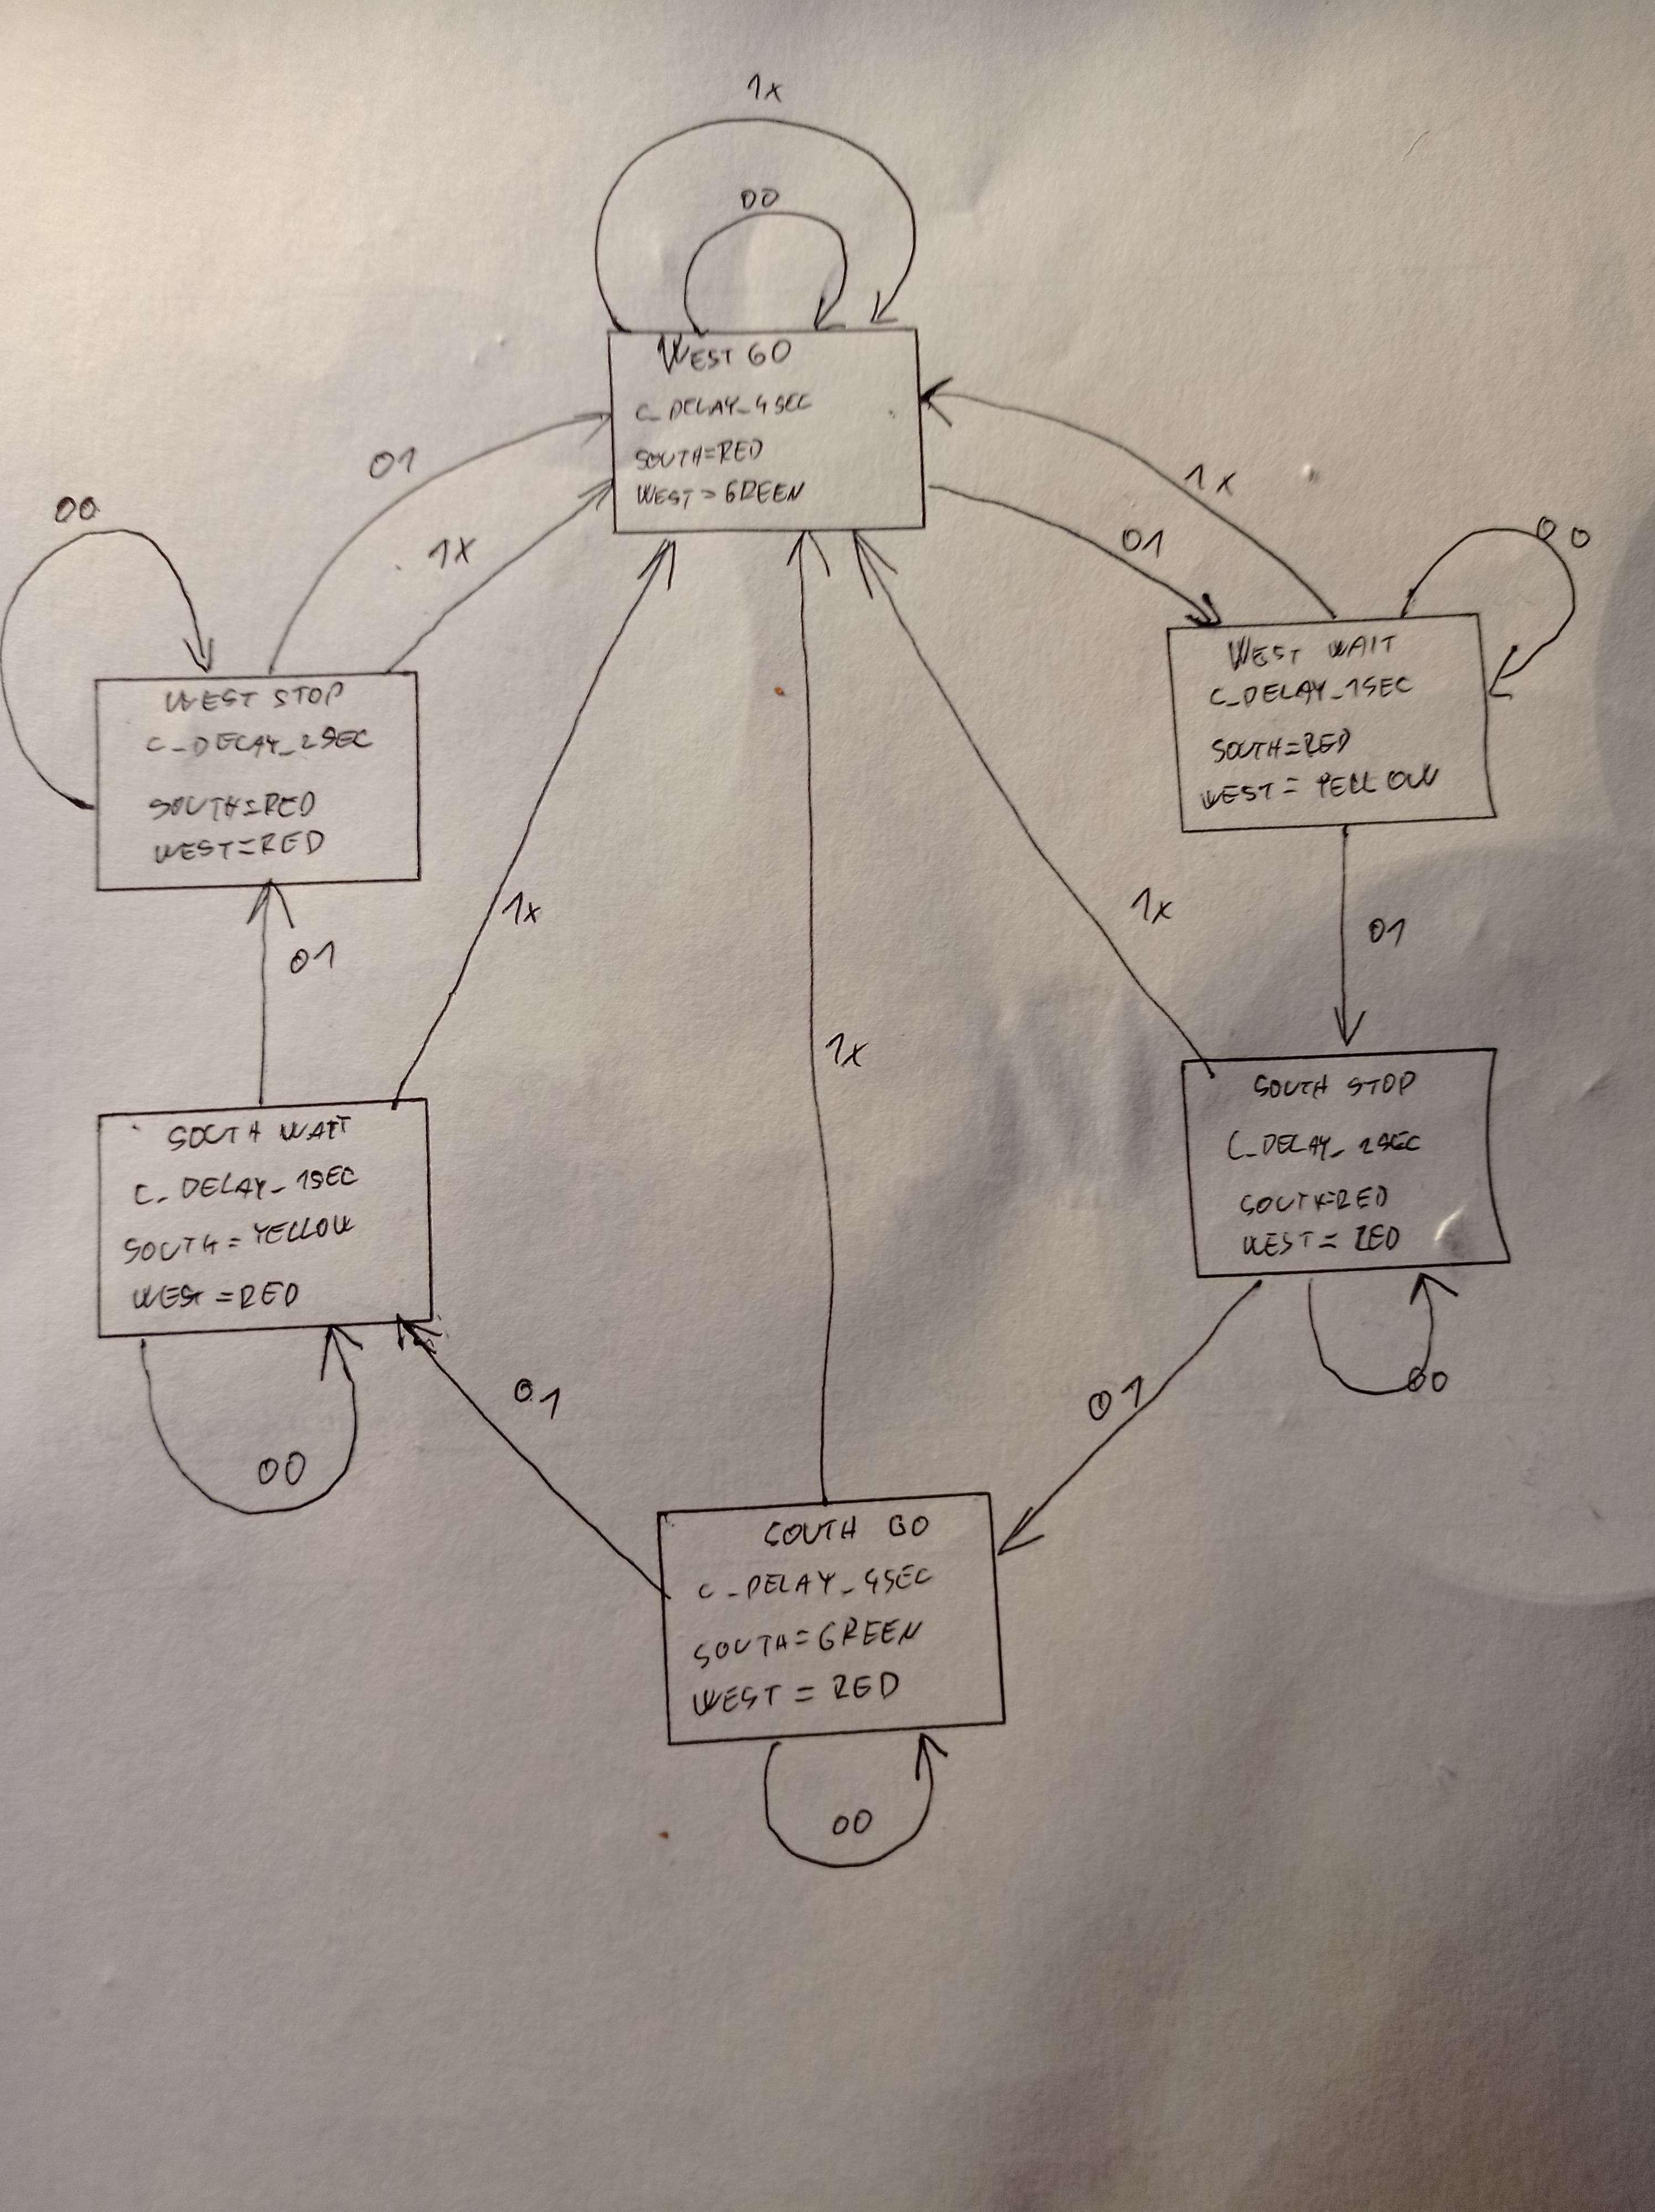 1x
00
WEST GO
C_DELAY_4SEC
SOUTH=RED
WEST=GREEN
01
1X
1x
01
00
00
WEST STOP
C_DELAY_2SEC
SOUTH=RED
WEST=RED
WEST WAIT
C_DELAY_1SEC
SOUTH=RED
WEST=YELLOW
01
1x
1x
01
1x
SOUTH WAIT
C_DELAY_1SEC
SOUTH=YELLOW
WEST=RED
SOUTH STOP
C_DELAY_2SEC
SOUTH=RED
WEST=RED
01
01
00
00
SOUTH GO
C_DELAY_4SEC
SOUTH=GREEN
WEST=RED
00